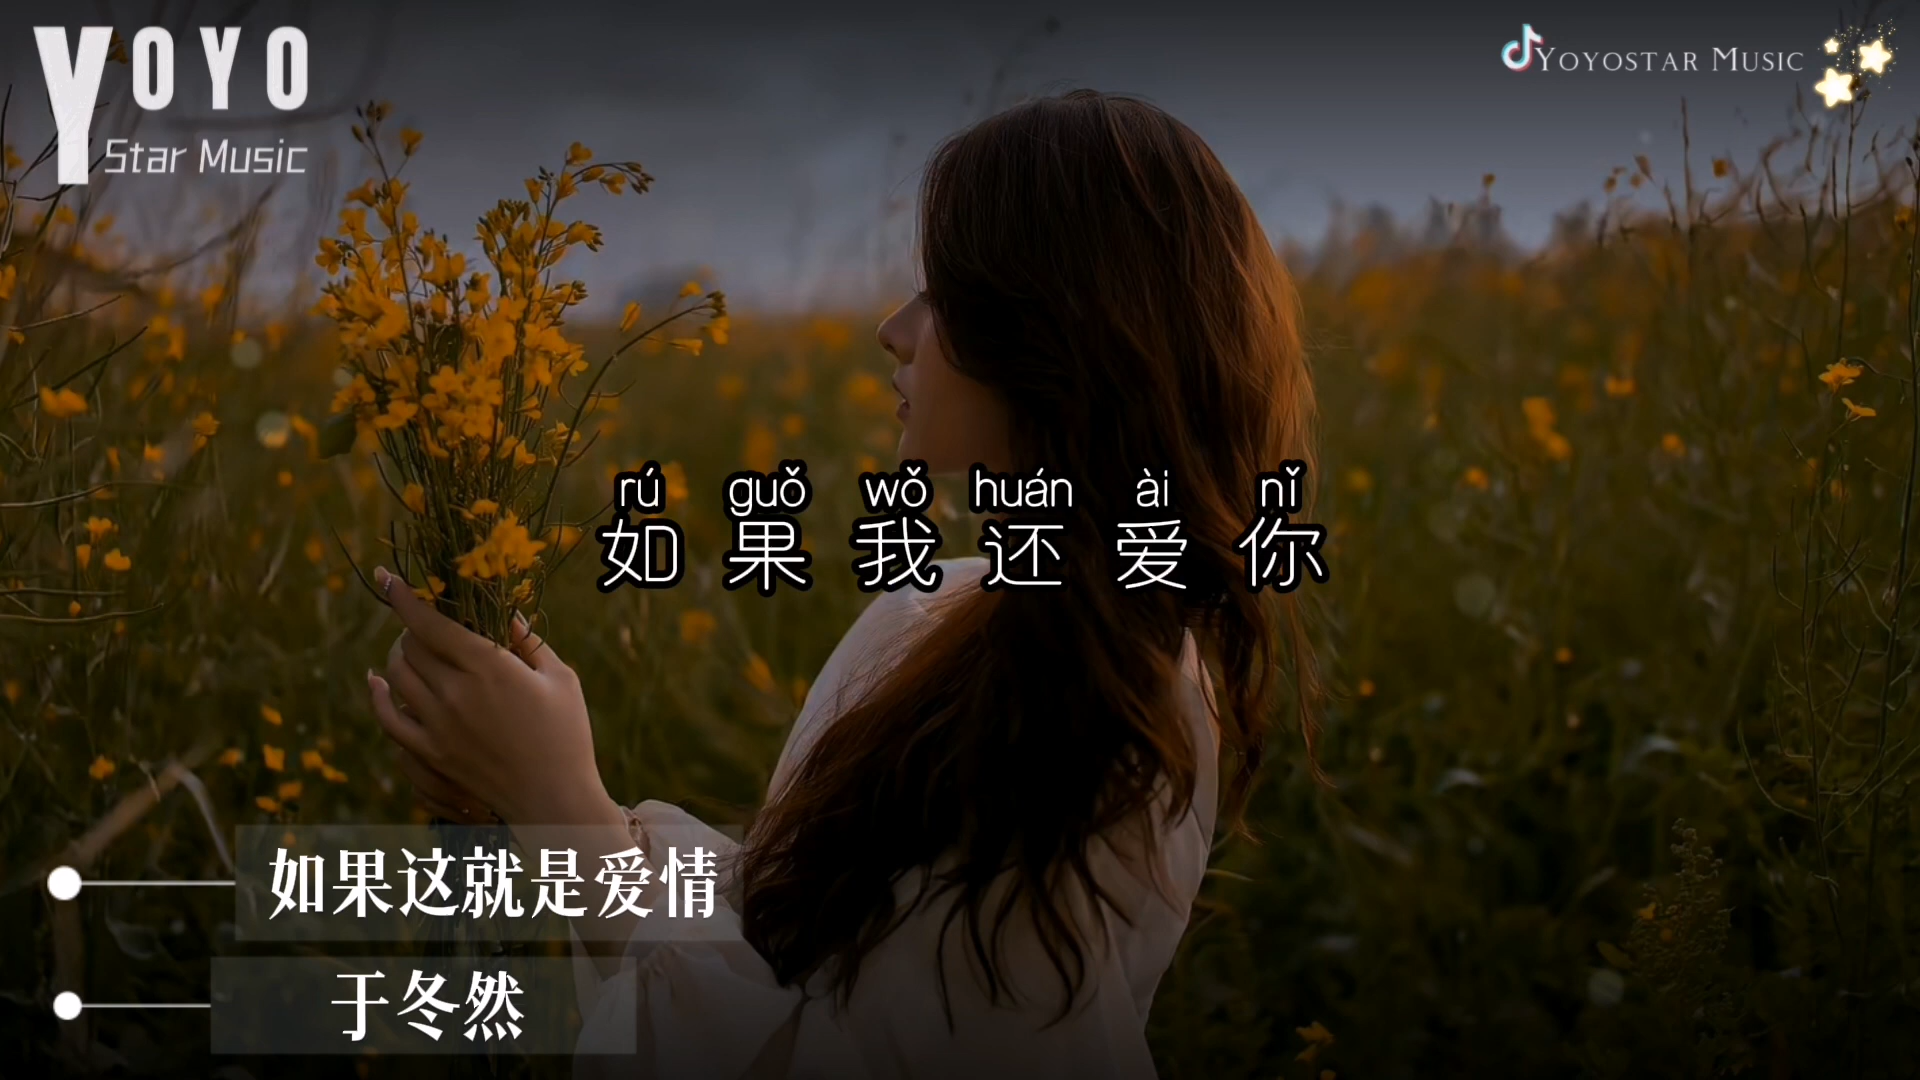 YOYO
Star Music
YOYOSTAR MUSIC
rú guǒ wǒ huán ài nǐ
如果我还爱你
如果这就是爱情
于冬然